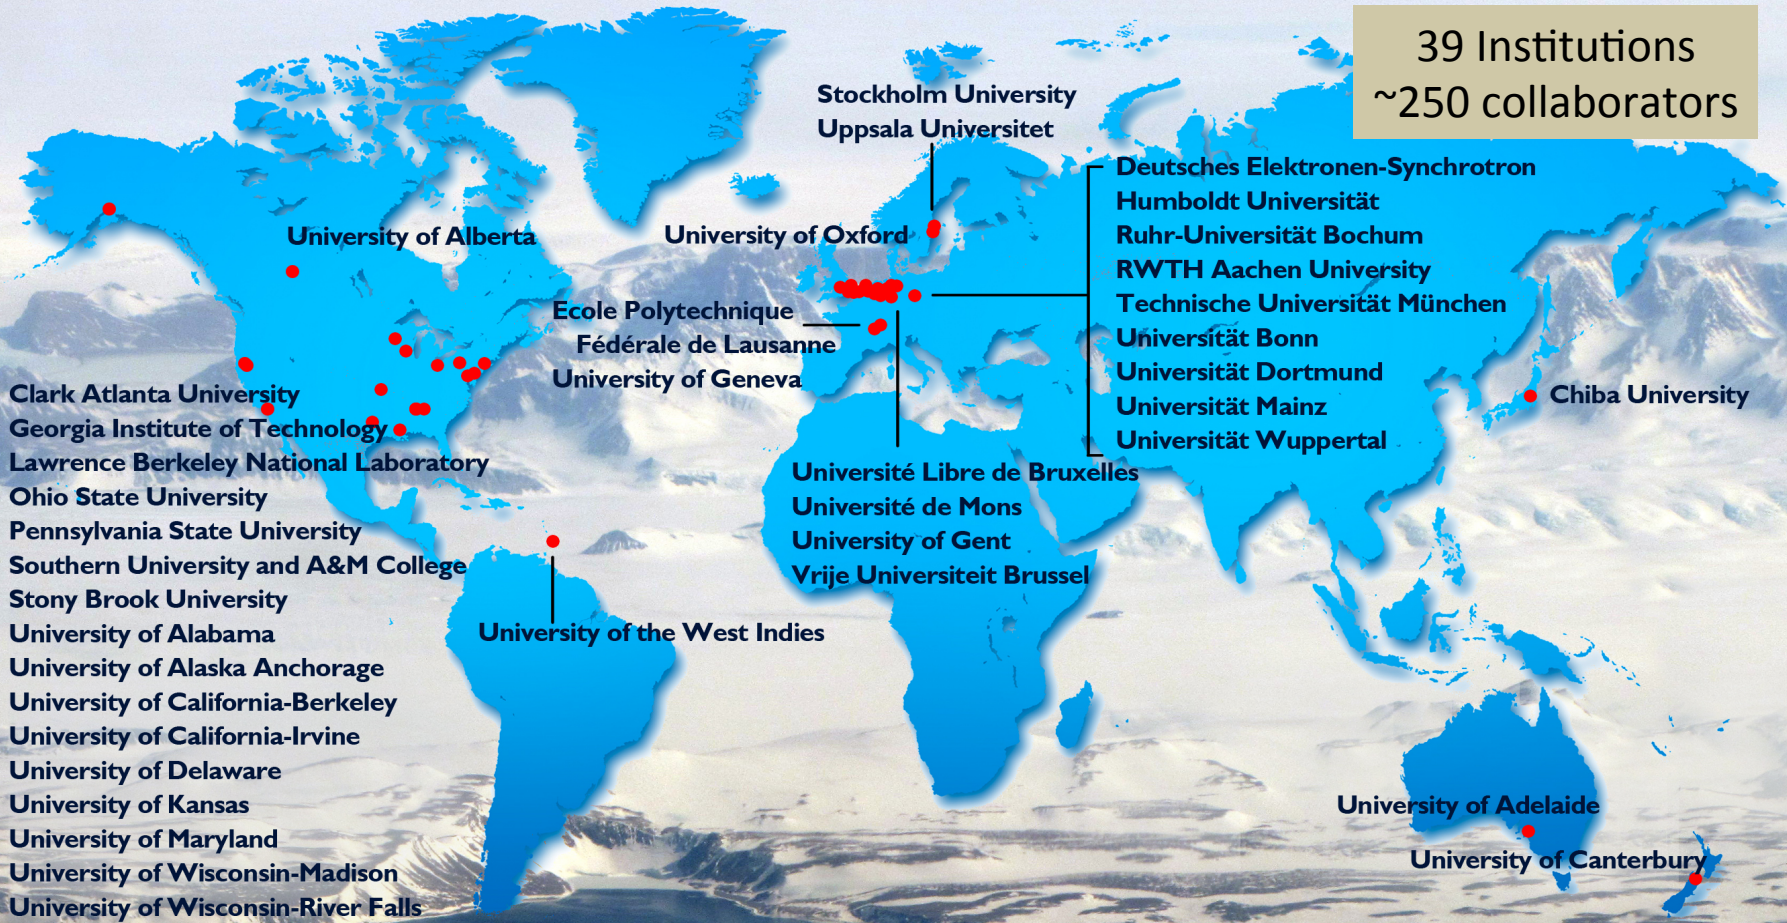 39 Institutions
~250 collaborators
Stockholm University
Uppsala Universitet
Deutsches Elektronen-Synchrotron
Humboldt Universität
Ruhr-Universität Bochum
RWTH Aachen University
Technische Universität München
Universität Bonn
Universität Dortmund
Universität Mainz
Universität Wuppertal
University of Alberta
University of Oxford
Ecole Polytechnique
Fédérale de Lausanne
University of Geneva
Chiba University
Clark Atlanta University
Georgia Institute of Technology
Lawrence Berkeley National Laboratory
Ohio State University
Pennsylvania State University
Southern University and A&M College
Stony Brook University
University of Alabama
University of Alaska Anchorage
University of California-Berkeley
University of California-Irvine
University of Delaware
University of Kansas
University of Maryland
University of Wisconsin-Madison
University of Wisconsin-River Falls
Université Libre de Bruxelles
Université de Mons
University of Gent
Vrije Universiteit Brussel
University of the West Indies
University of Adelaide
University of Canterbury